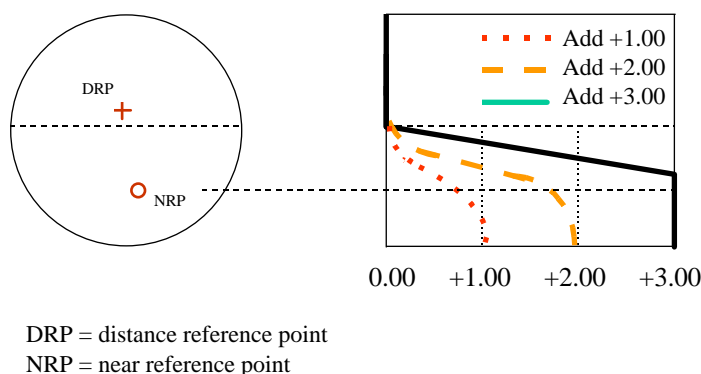 Add +1.00
Add +2.00
Add +3.00
DRP
NRP
0.00 +1.00 +2.00 +3.00
DRP = distance reference point
NRP = near reference point